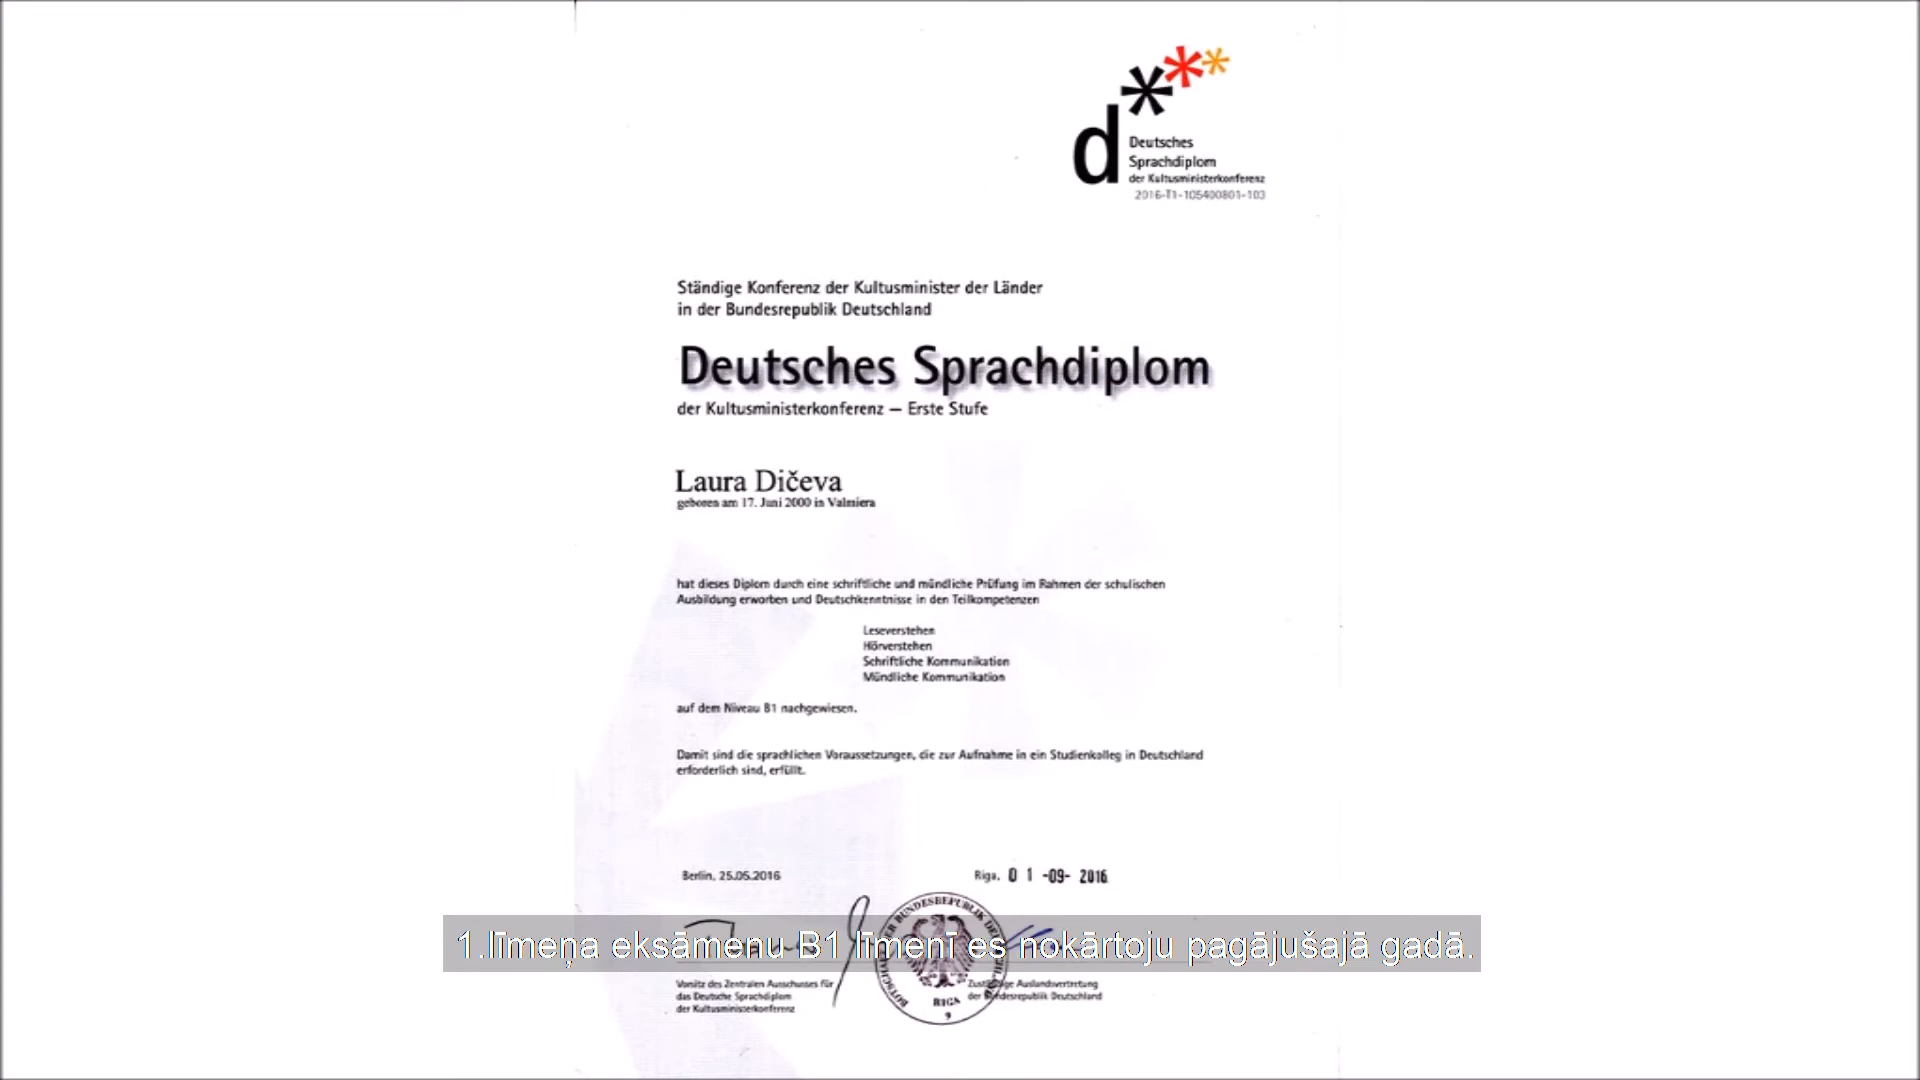 d
Deutsches
Sprachdiplom
der Kultusministerkonferenz
2016-T1-105400801-103
Ständige Konferenz der Kultusminister der Länder
in der Bundesrepublik Deutschland
Deutsches Sprachdiplom
der Kultusministerkonferenz — Erste Stufe
Laura Dičeva
geboren am 17. Juni 2000 in Valmiera
hat dieses Diplom durch eine schriftliche und mündliche Prüfung im Rahmen der schulischen
Ausbildung erworben und Deutschkenntnisse in den Teilkompetenzen
Leseverstehen
Hörverstehen
Schriftliche Kommunikation
Mündliche Kommunikation
auf dem Niveau B1 nachgewiesen.
Damit sind die sprachlichen Voraussetzungen, die zur Aufnahme in ein Studienkolleg in Deutschland
erforderlich sind, erfüllt.
Berlin, 25.05.2016
Riga, 01-09-2016
1.līmeņa eksāmenu B1 līmenī es nokārtoju pagājušajā gadā.
Vorsitz des Zentralen Ausschusses für
das Deutsche Sprachdiplom
der Kultusministerkonferenz
Zuständige Auslandsvertretung
der Bundesrepublik Deutschland
RIGA
9